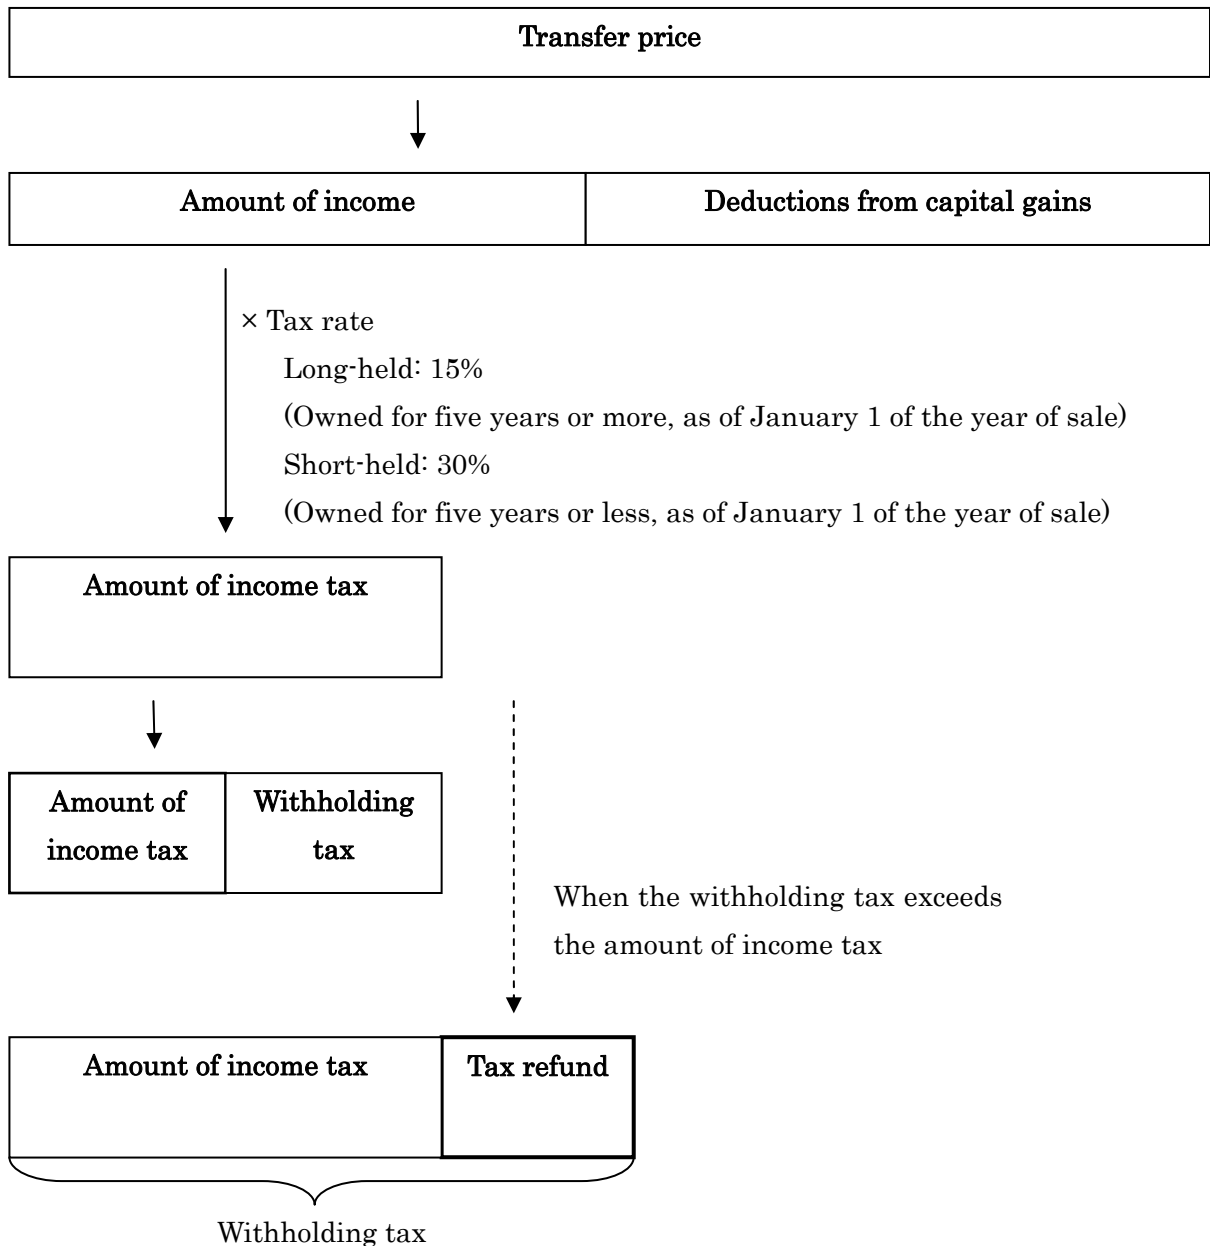 Transfer price
Amount of income
Deductions from capital gains
× Tax rate
Long-held: 15%
(Owned for five years or more, as of January 1 of the year of sale)
Short-held: 30%
(Owned for five years or less, as of January 1 of the year of sale)
Amount of income tax
Amount of
income tax
Withholding
tax
When the withholding tax exceeds
the amount of income tax
Amount of income tax
Tax refund
Withholding tax